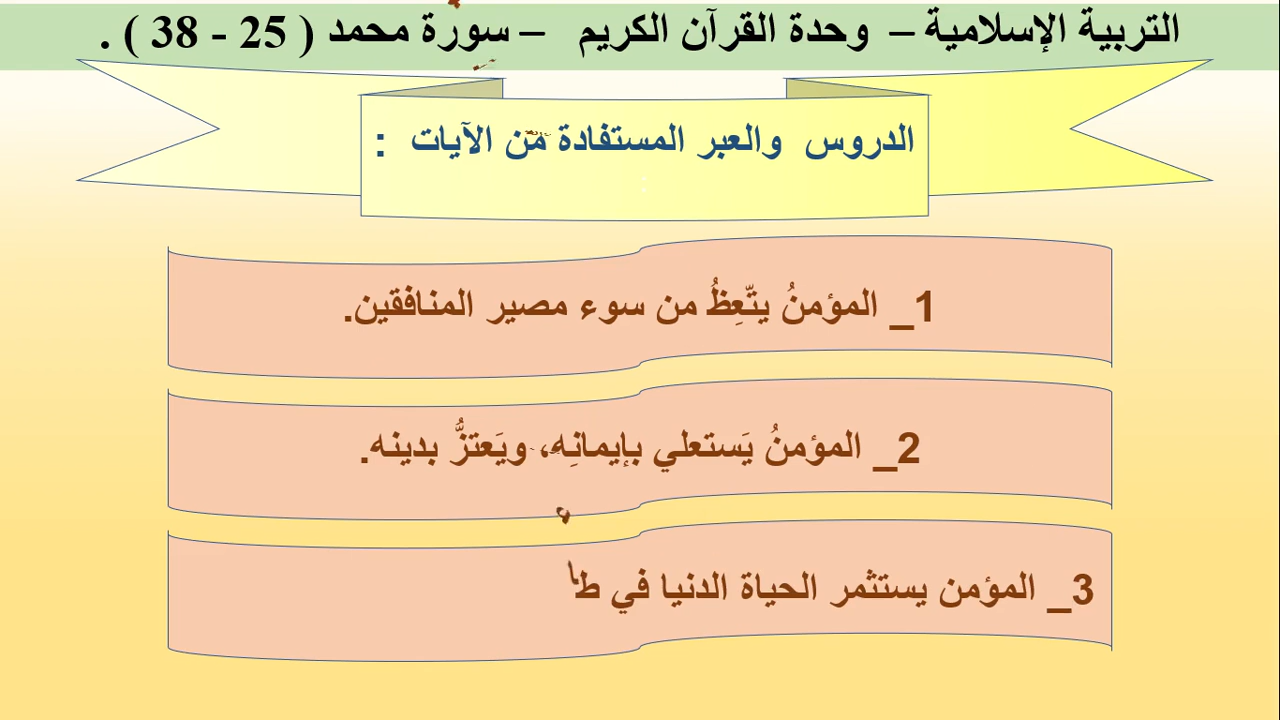 التربية الإسلامية – وحدة القرآن الكريم – سورة محمد ( 25 - 38 ) .
الدروس والعبر المستفادة من الآيات :
1_ المؤمنُ يتّعِظُ من سوء مصير المنافقين.
2_ المؤمنُ يَستعلي بإيمانِه، ويَعتزُّ بدينه.
3_ المؤمن يستثمر الحياة الدنيا في